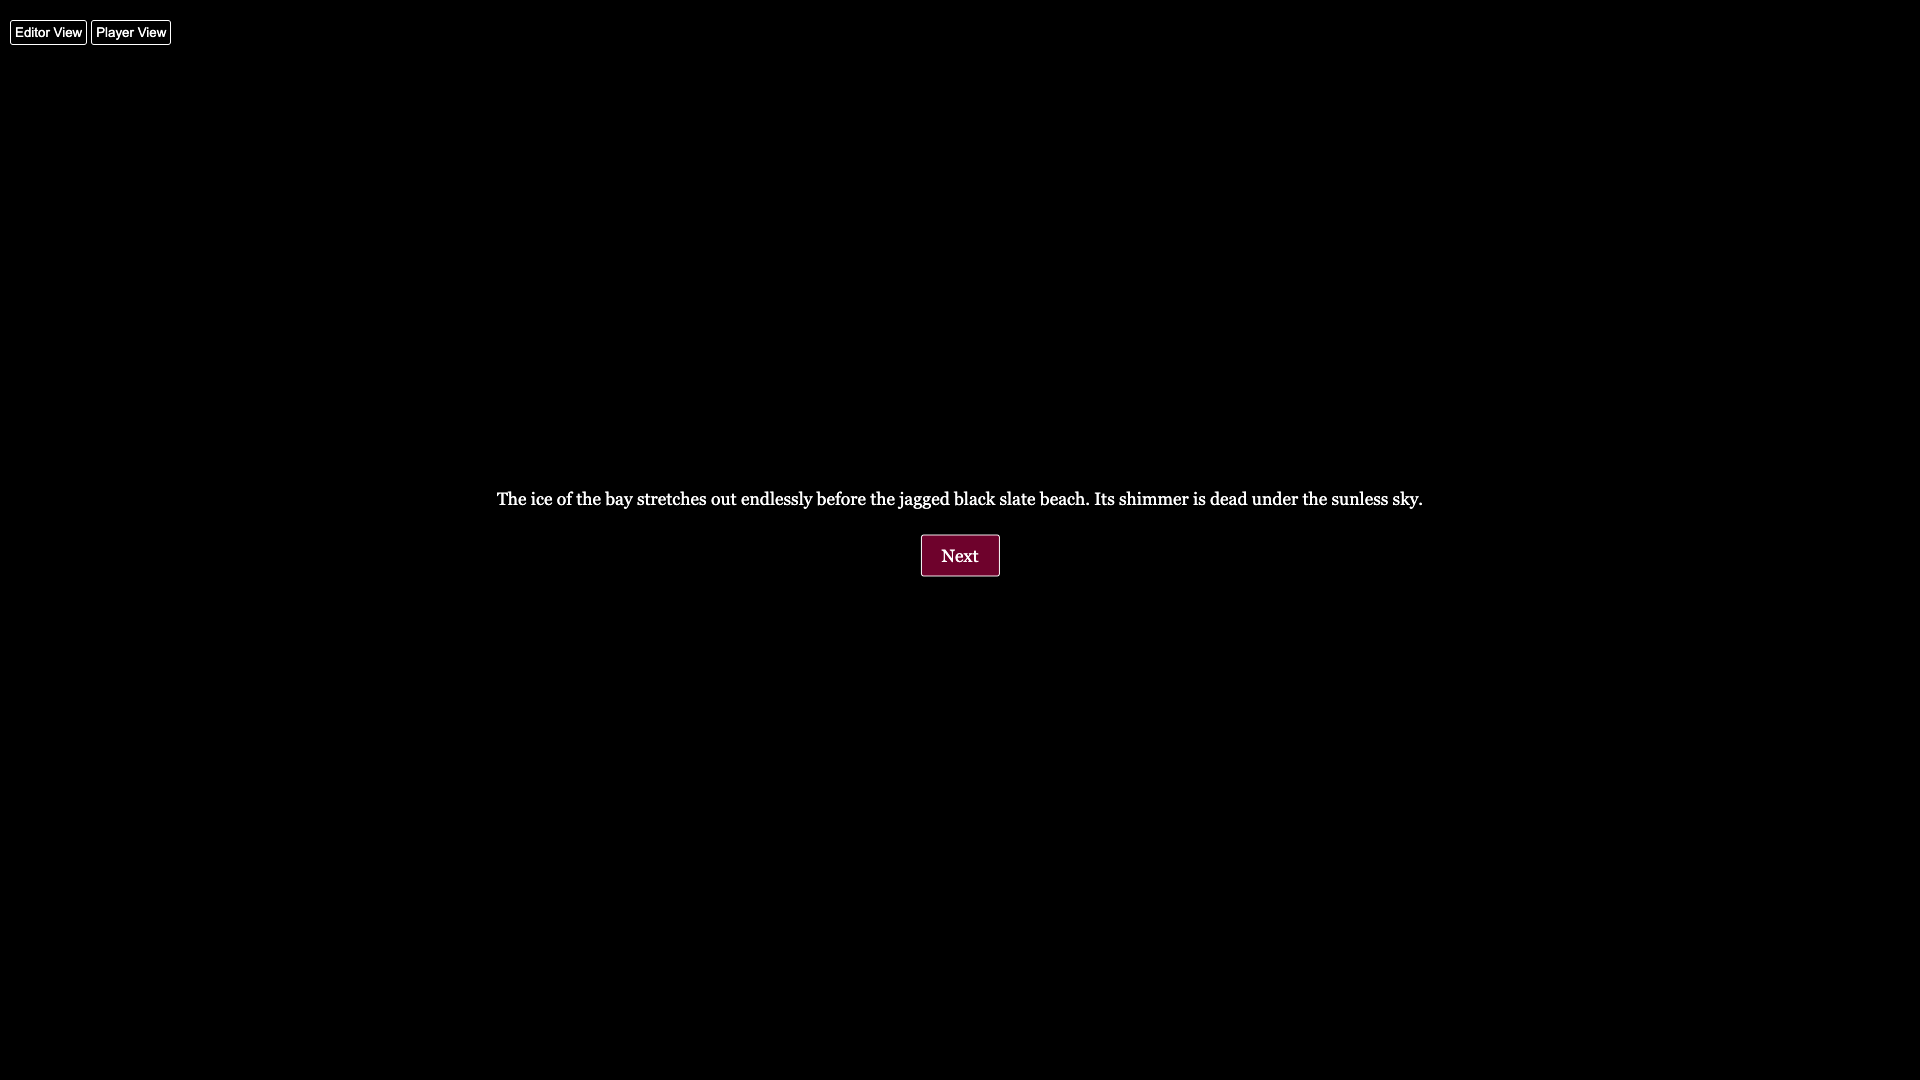 Editor View Player View
The ice of the bay stretches out endlessly before the jagged black slate beach. Its shimmer is dead under the sunless sky.
Next